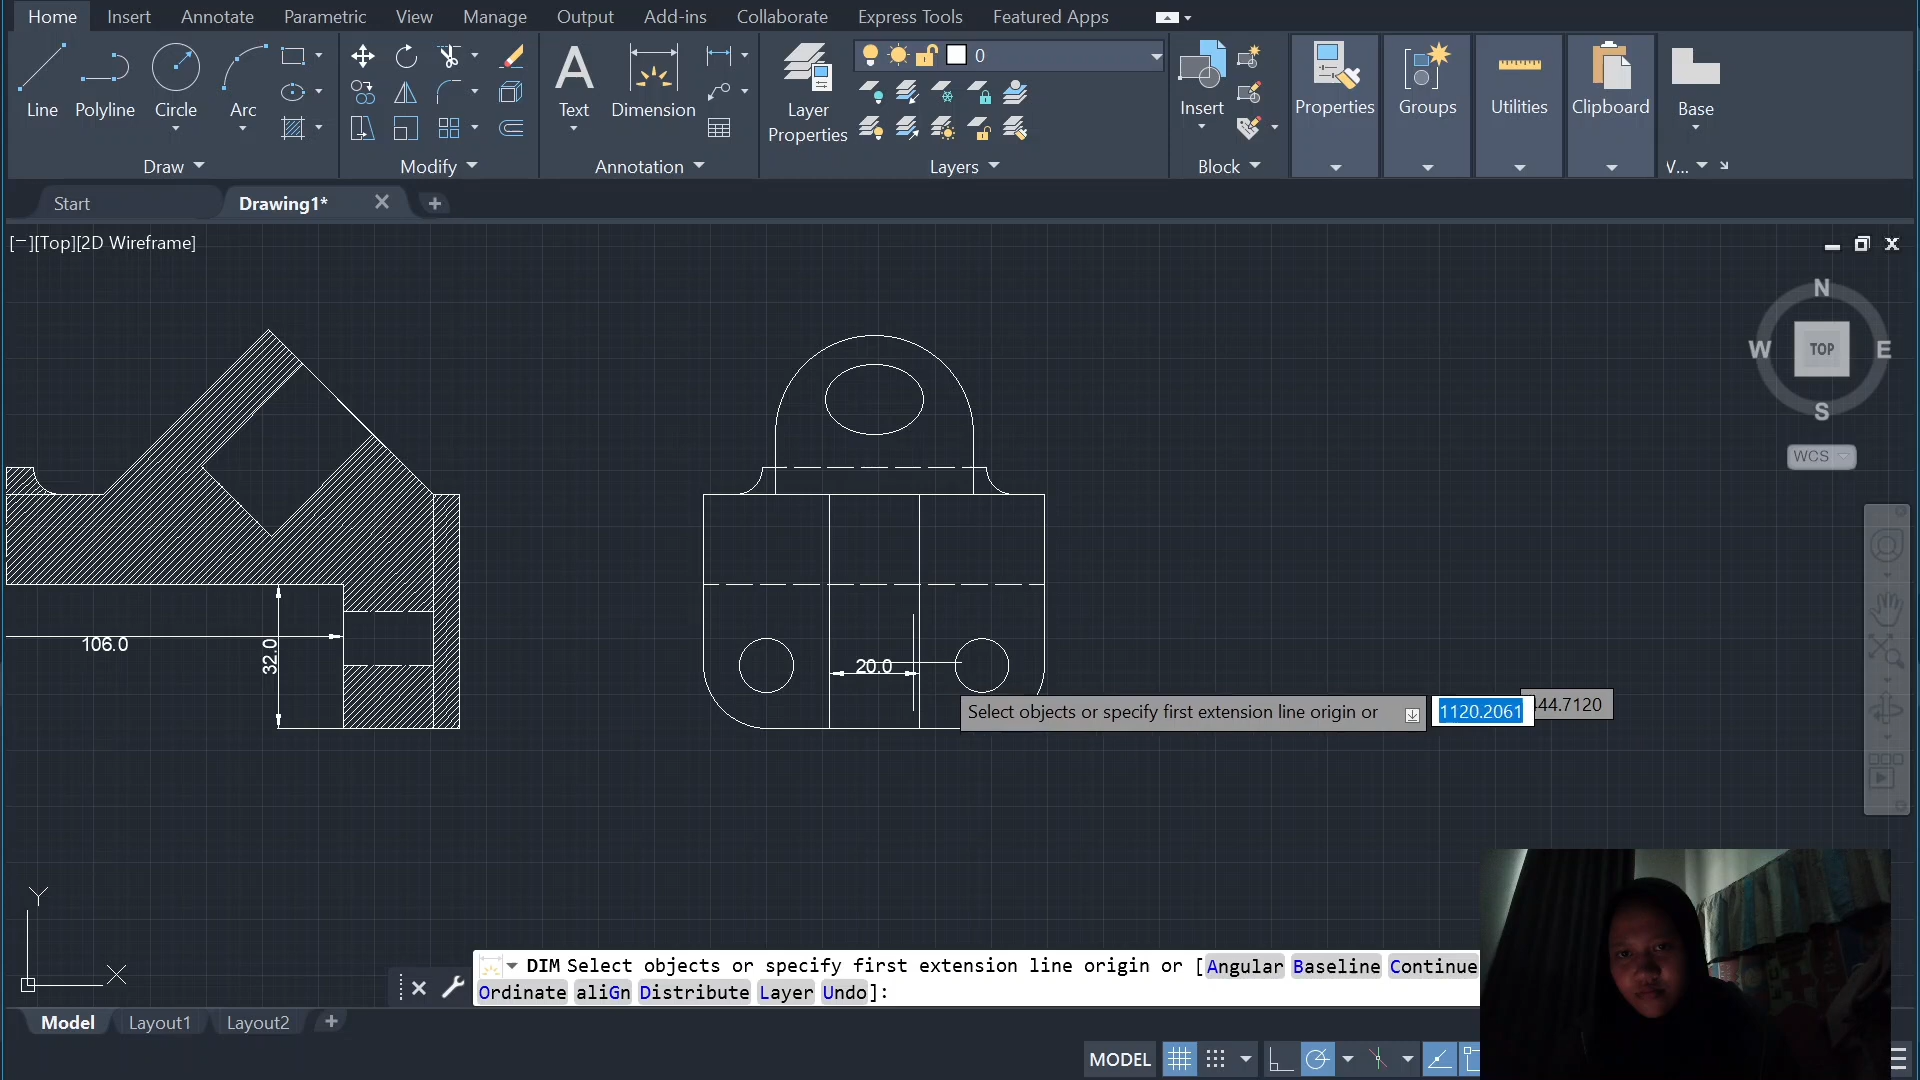 Home Insert Annotate Parametric View Manage Output Add-ins Collaborate Express Tools Featured Apps
Line Polyline Circle Arc
Text Dimension
Layer Properties
0
Insert
Properties Groups Utilities Clipboard Base
Draw Modify Annotation Layers Block V...
Start Drawing1*
[−][Top][2D Wireframe]
N
W TOP E
S
WCS
106.0
32.0
20.0
Select objects or specify first extension line origin or 1120.2061 44.7120
Y
X
DIM Select objects or specify first extension line origin or [Angular Baseline Continue
Ordinate aliGn Distribute Layer Undo]:
Model Layout1 Layout2
MODEL